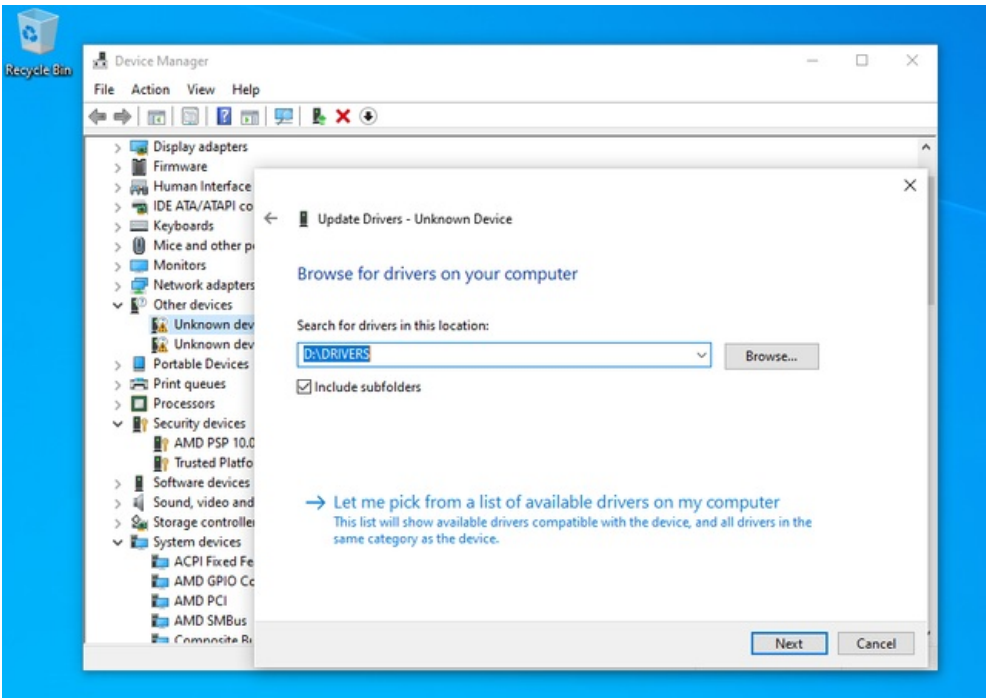 Recycle Bin
Device Manager
File Action View Help
Display adapters
Firmware
Human Interface
IDE ATA/ATAPI co
Keyboards
Mice and other p
Monitors
Network adapters
Other devices
Unknown dev
Unknown dev
Portable Devices
Print queues
Processors
Security devices
AMD PSP 10.0
Trusted Platfo
Software devices
Sound, video and
Storage controlle
System devices
ACPI Fixed Fe
AMD GPIO Co
AMD PCI
AMD SMBus
Composite Bu
Update Drivers - Unknown Device
Browse for drivers on your computer
Search for drivers in this location:
D:\DRIVERS
Browse...
Include subfolders
Let me pick from a list of available drivers on my computer
This list will show available drivers compatible with the device, and all drivers in the
same category as the device.
Next Cancel